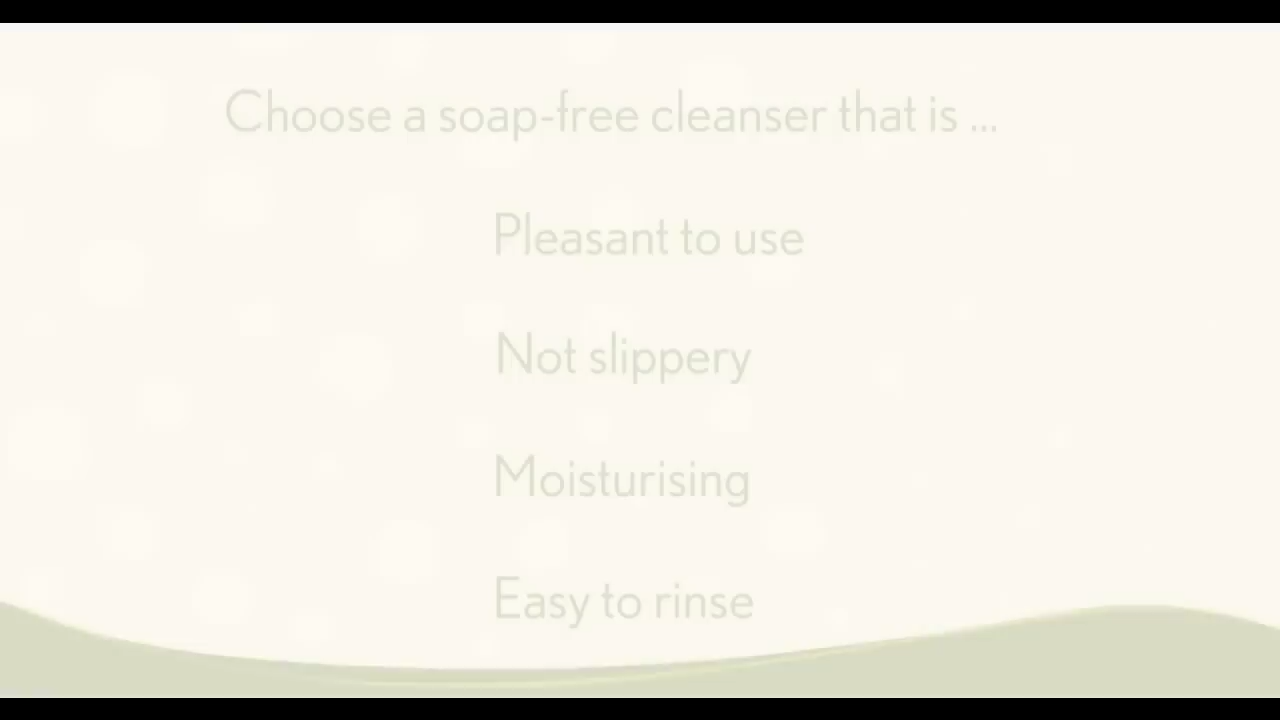 Choose a soap-free cleanser that is ...
Pleasant to use
Not slippery
Moisturising
Easy to rinse